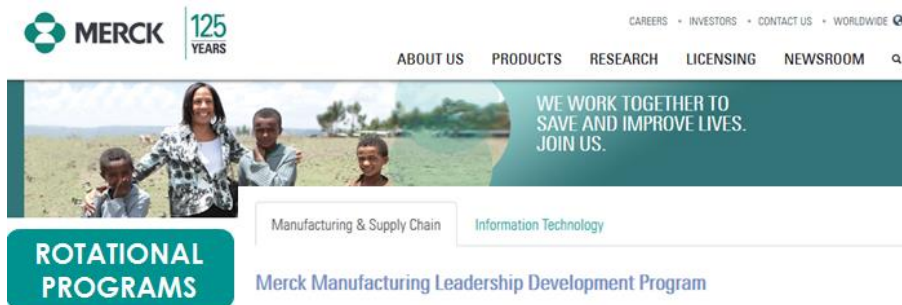 MERCK
125
YEARS
CAREERS • INVESTORS • CONTACT US • WORLDWIDE
ABOUT US PRODUCTS RESEARCH LICENSING NEWSROOM
WE WORK TOGETHER TO
SAVE AND IMPROVE LIVES.
JOIN US.
Manufacturing & Supply Chain Information Technology
ROTATIONAL
PROGRAMS
Merck Manufacturing Leadership Development Program